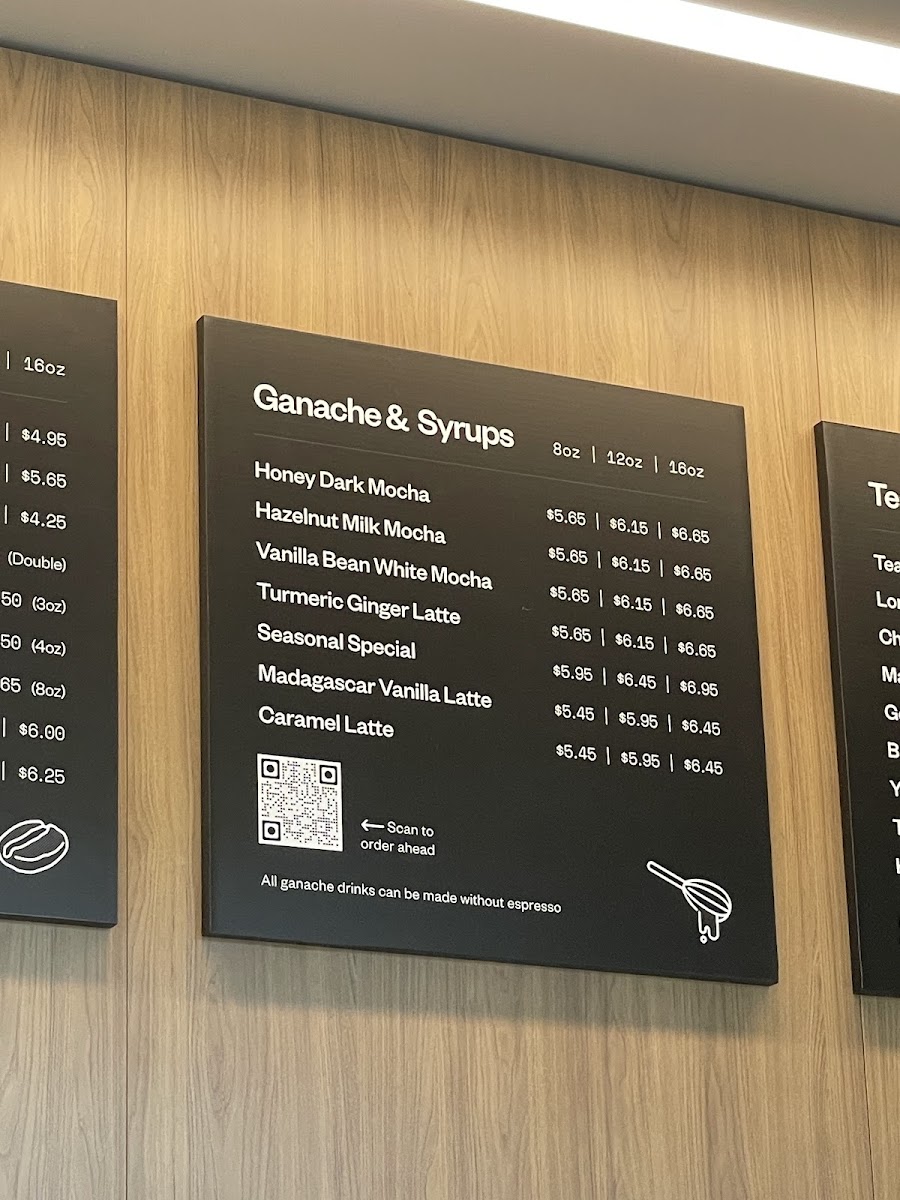 | 16oz
| $4.95
| $5.65
| $4.25
(Double)
50 (3oz)
50 (4oz)
65 (8oz)
| $6.00
| $6.25
Ganache & Syrups 8oz | 12oz | 16oz
Honey Dark Mocha $5.65 | $6.15 | $6.65
Hazelnut Milk Mocha $5.65 | $6.15 | $6.65
Vanilla Bean White Mocha $5.65 | $6.15 | $6.65
Turmeric Ginger Latte $5.65 | $6.15 | $6.65
Seasonal Special $5.95 | $6.45 | $6.95
Madagascar Vanilla Latte $5.45 | $5.95 | $6.45
Caramel Latte $5.45 | $5.95 | $6.45
← Scan to
order ahead
All ganache drinks can be made without espresso
Te
Tea
Lor
Ch
Ma
B
Y
T